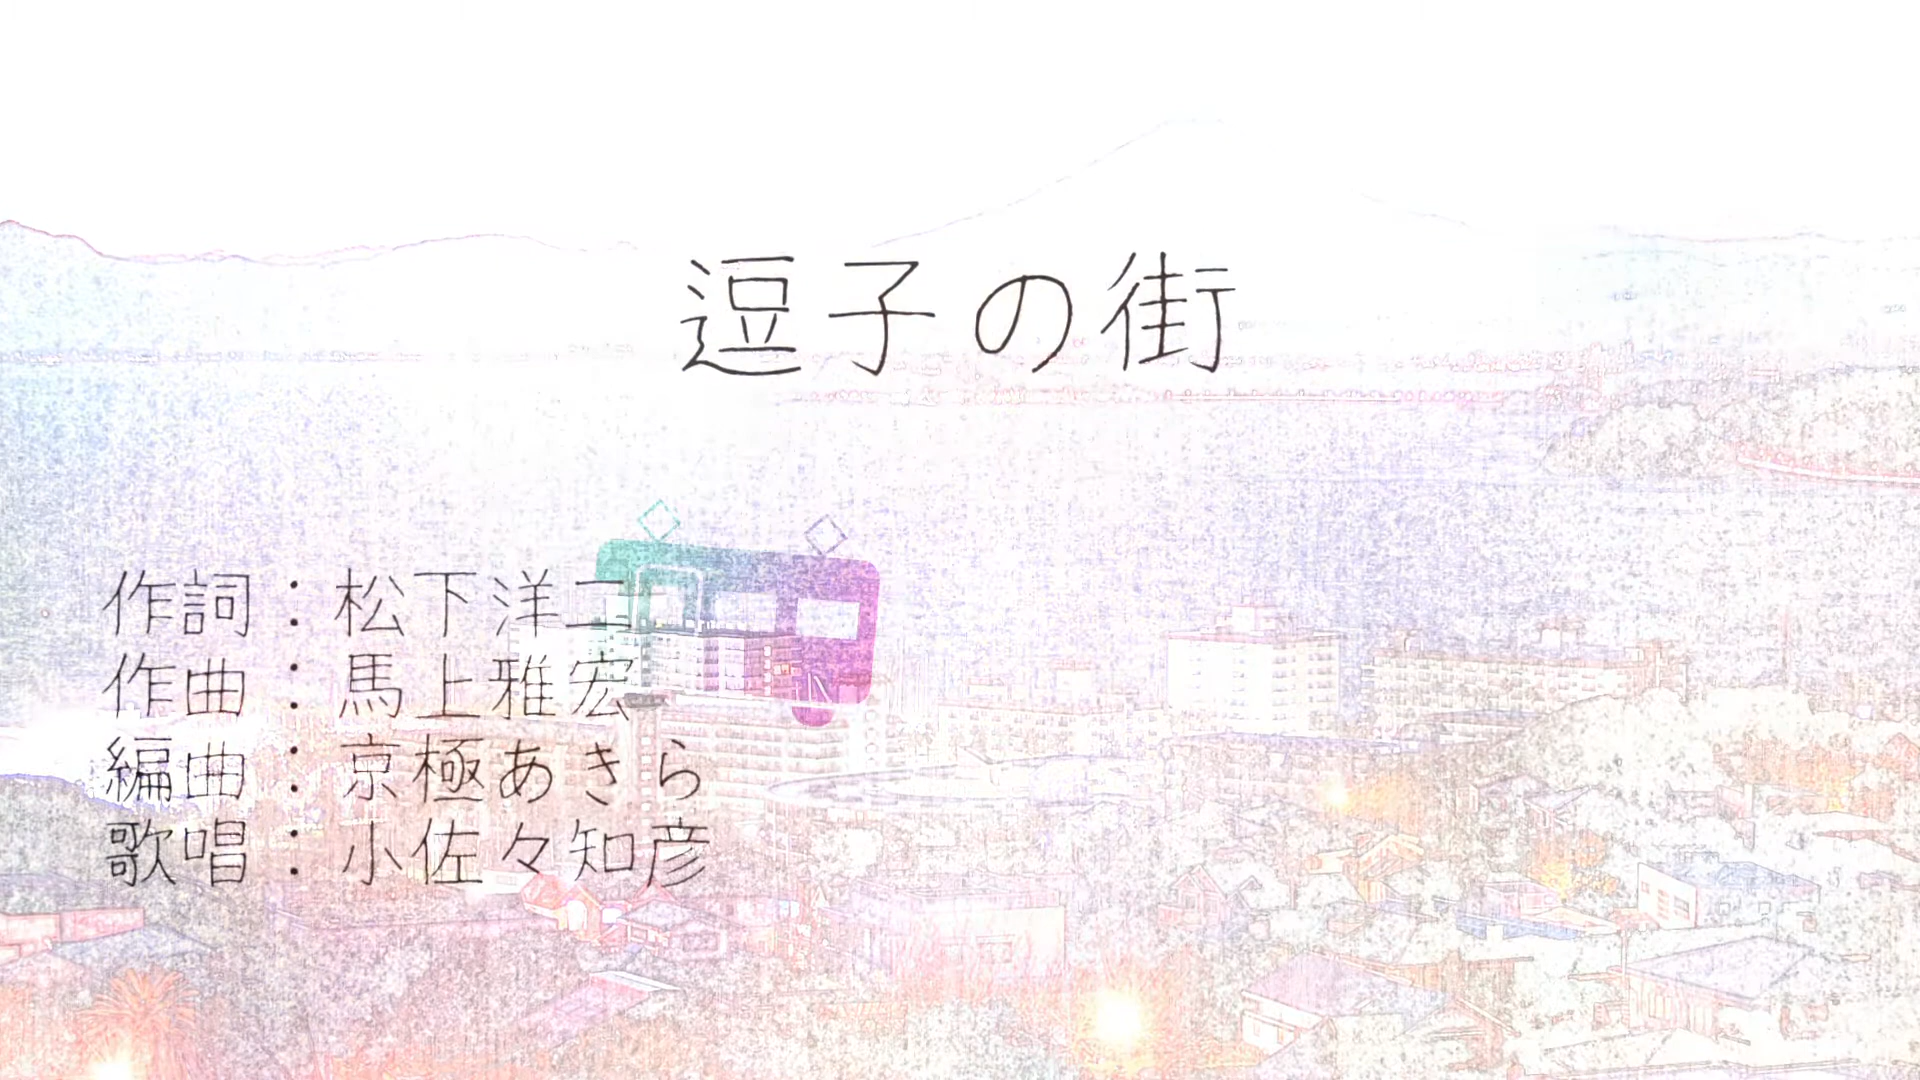 逗子の街
作詞：松下洋二
作曲：馬上雅宏
編曲：京極あきら
歌唱：小佐々知彦